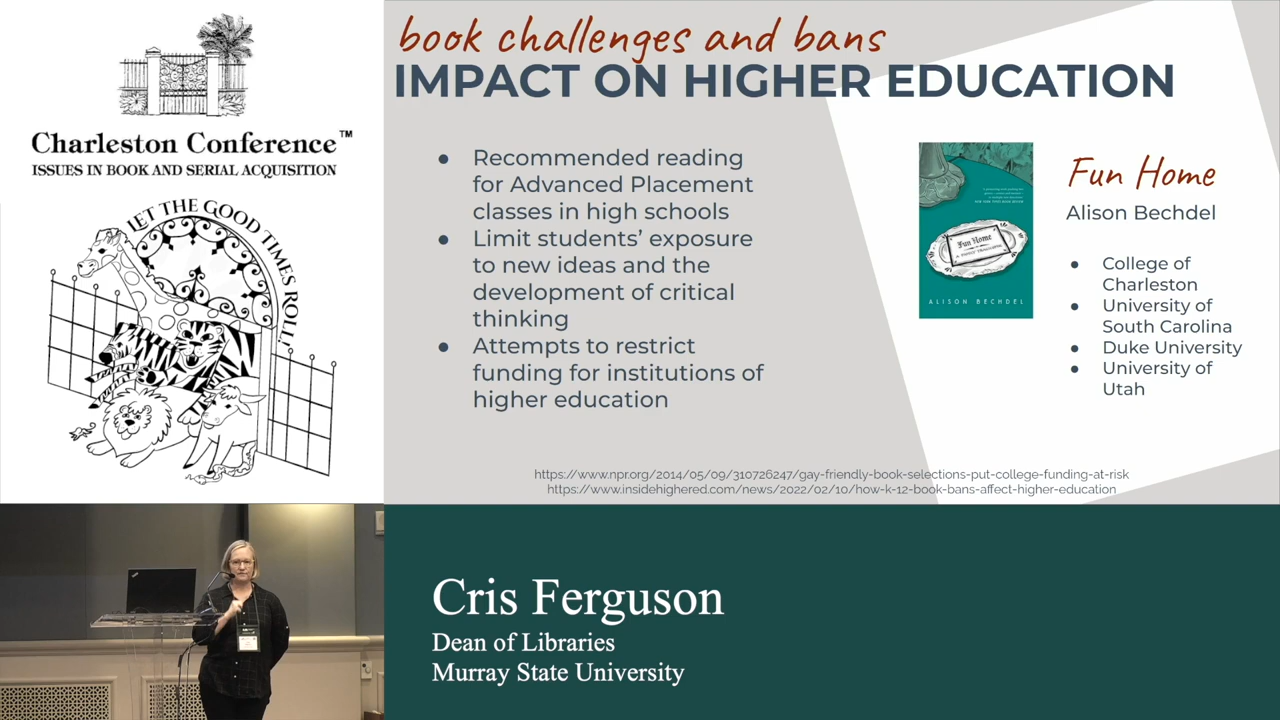 Charleston Conference™
ISSUES IN BOOK AND SERIAL ACQUISITION
LET THE GOOD TIMES ROLL!
book challenges and bans
IMPACT ON HIGHER EDUCATION
● Recommended reading
for Advanced Placement
classes in high schools
● Limit students' exposure
to new ideas and the
development of critical
thinking
● Attempts to restrict
funding for institutions of
higher education
Fun Home
ALISON BECHDEL
Fun Home
Alison Bechdel
● College of
Charleston
● University of
South Carolina
● Duke University
● University of
Utah
https://www.npr.org/2014/05/09/310726247/gay-friendly-book-selections-put-college-funding-at-risk
https://www.insidehighered.com/news/2022/02/10/how-k-12-book-bans-affect-higher-education
Cris Ferguson
Dean of Libraries
Murray State University